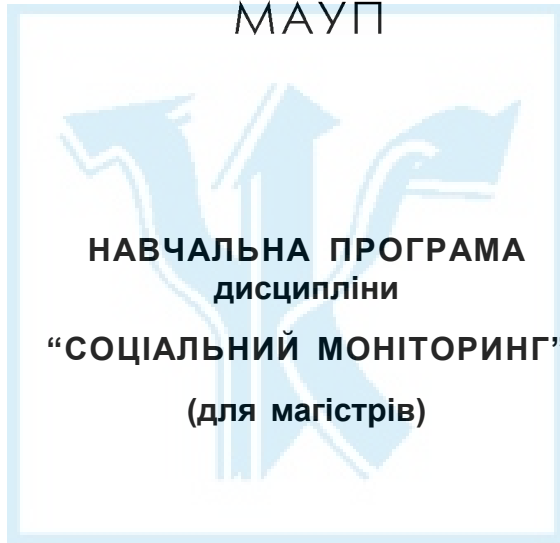 МАУП
НАВЧАЛЬНА ПРОГРАМА
дисципліни
“СОЦІАЛЬНИЙ МОНІТОРИНГ”
(для магістрів)